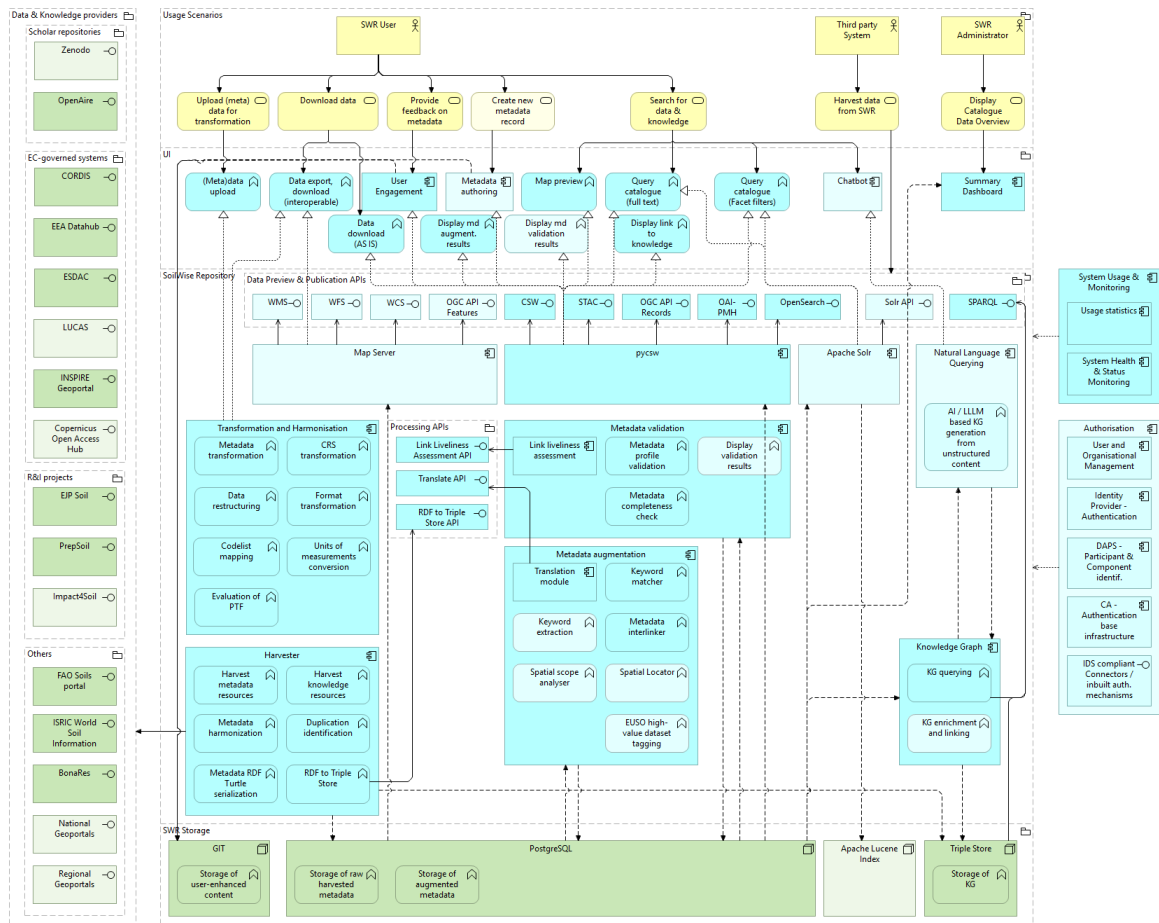 Data & Knowledge providers
Scholar repositories
Zenodo
OpenAire
EC-governed systems
CORDIS
EEA Datahub
ESDAC
LUCAS
INSPIRE
Geoportal
Copernicus
Open Access
Hub
R&I projects
EJP Soil
PrepSoil
Impact4Soil
Others
FAO Soils
portal
ISRIC World
Soil
Information
BonaRes
National
Geoportals
Regional
Geoportals
Usage Scenarios
SWR User
Third party
System
SWR
Administrator
Upload (meta)
data for
transformation
Download data
Provide
feedback on
metadata
Create new
metadata
record
Search for
data &
knowledge
Harvest data
from SWR
Display
Catalogue
Data Overview
UI
(Meta)data
upload
Data export,
download
(interoperable)
User
Engagement
Metadata
authoring
Map preview
Query
catalogue
(full text)
Query
catalogue
(Facet filters)
Chatbot
Summary
Dashboard
Data
download
(AS IS)
Display md
augment.
results
Display md
validation
results
Display link
to
knowledge
SoilWise Repository
Data Preview & Publication APIs
WMS
WFS
WCS
OGC API
Features
CSW
STAC
OGC API
Records
OAI-
PMH
OpenSearch
Solr API
SPARQL
Map Server
pycsw
Apache Solr
Natural Language
Querying
AI / LLLM
based KG
generation
from
unstructured
content
Transformation and Harmonisation
Metadata
transformation
CRS
transformation
Data
restructuring
Format
transformation
Codelist
mapping
Units of
measurements
conversion
Evaluation of
PTF
Processing APIs
Link Liveliness
Assessment API
Translate API
RDF to Triple
Store API
Metadata validation
Link liveliness
assessment
Metadata
profile
validation
Display
validation
results
Metadata
completeness
check
Metadata augmentation
Translation
module
Keyword
matcher
Keyword
extraction
Metadata
interlinker
Spatial scope
analyser
Spatial Locator
EUSO high-
value dataset
tagging
Harvester
Harvest
metadata
resources
Harvest
knowledge
resources
Metadata
harmonization
Duplication
identification
Metadata RDF
Turtle
serialization
RDF to Triple
Store
Knowledge Graph
KG querying
KG enrichment
and linking
SWR Storage
GIT
Storage of
user-enhanced
content
PostgreSQL
Storage of raw
harvested
metadata
Storage of
augmented
metadata
Apache Lucene
Index
Triple Store
Storage of
KG
System Usage &
Monitoring
Usage statistics
System Health
& Status
Monitoring
Authorisation
User and
Organisational
Management
Identity
Provider -
Authentication
DAPS -
Participant &
Component
identif.
CA -
Authentication
base
infrastructure
IDS compliant
Connectors /
inbuilt auth.
mechanisms